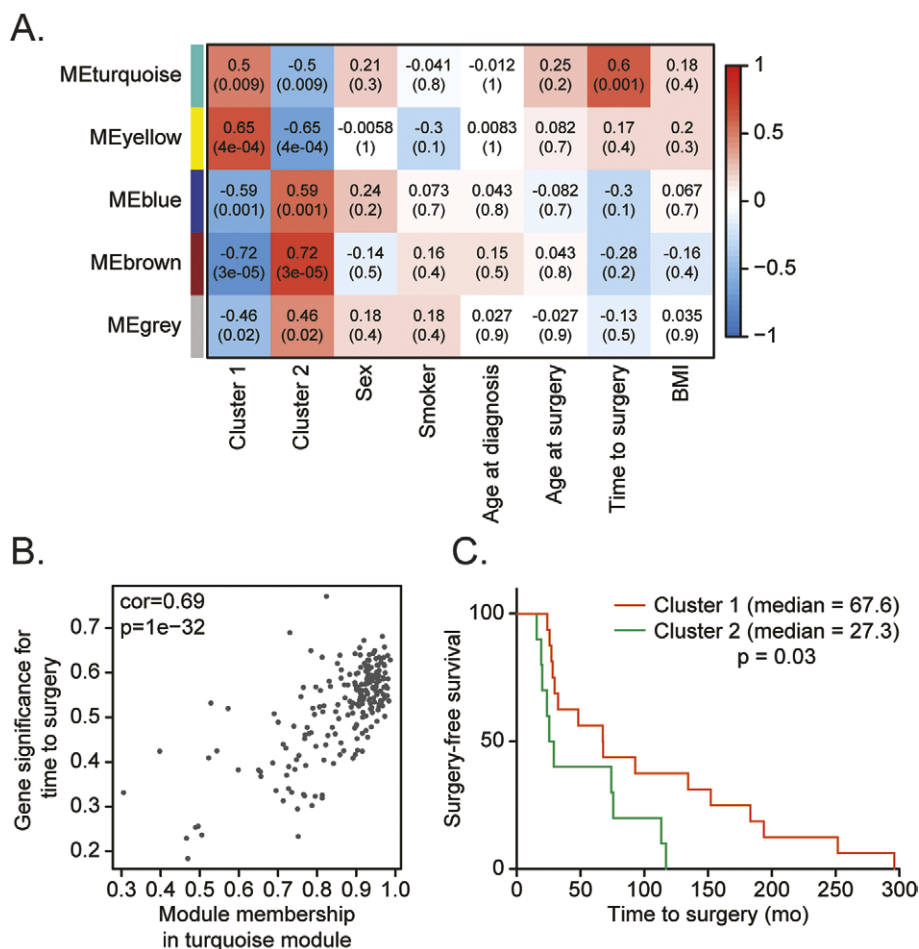 A.
MEturquoise
0.5 -0.5 0.21 -0.041 -0.012 0.25 0.6 0.18
(0.009) (0.009) (0.3) (0.8) (1) (0.2) (0.001) (0.4)
MEyellow
0.65 -0.65 -0.0058 -0.3 0.0083 0.082 0.17 0.2
(4e-04) (4e-04) (1) (0.1) (1) (0.7) (0.4) (0.3)
MEblue
-0.59 0.59 0.24 0.073 0.043 -0.082 -0.3 0.067
(0.001) (0.001) (0.2) (0.7) (0.8) (0.7) (0.1) (0.7)
MEbrown
-0.72 0.72 -0.14 0.16 0.15 0.043 -0.28 -0.16
(3e-05) (3e-05) (0.5) (0.4) (0.5) (0.8) (0.2) (0.4)
MEgrey
-0.46 0.46 0.18 0.18 0.027 -0.027 -0.13 0.035
(0.02) (0.02) (0.4) (0.4) (0.9) (0.9) (0.5) (0.9)
1
0.5
0
−0.5
−1
Cluster 1
Cluster 2
Sex
Smoker
Age at diagnosis
Age at surgery
Time to surgery
BMI
B.
cor=0.69
p=1e−32
Gene significance for
time to surgery
0.7
0.6
0.5
0.4
0.3
0.2
0.3 0.4 0.5 0.6 0.7 0.8 0.9 1.0
Module membership
in turquoise module
C.
Cluster 1 (median = 67.6)
Cluster 2 (median = 27.3)
p = 0.03
Surgery-free survival
100
50
0
0 50 100 150 200 250 300
Time to surgery (mo)